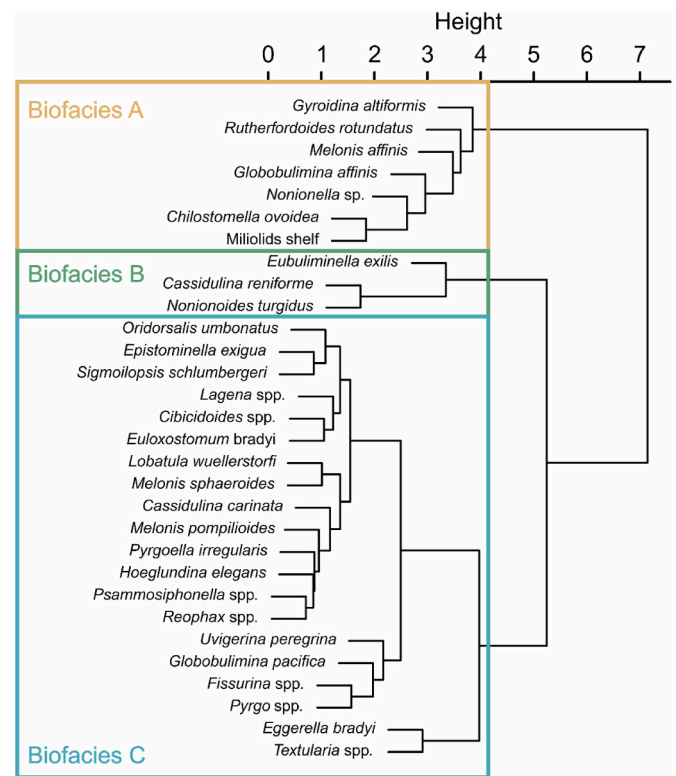 Height
0 1 2 3 4 5 6 7
Biofacies A
Gyroidina altiformis
Rutherfordoides rotundatus
Melonis affinis
Globobulimina affinis
Nonionella sp.
Chilostomella ovoidea
Miliolids shelf
Biofacies B
Eubuliminella exilis
Cassidulina reniforme
Nonionoides turgidus
Oridorsalis umbonatus
Epistominella exigua
Sigmoilopsis schlumbergeri
Lagena spp.
Cibicidoides spp.
Euloxostomum bradyi
Lobatula wuellerstorfi
Melonis sphaeroides
Cassidulina carinata
Melonis pompilioides
Pyrgoella irregularis
Hoeglundina elegans
Psammosiphonella spp.
Reophax spp.
Uvigerina peregrina
Globobulimina pacifica
Fissurina spp.
Pyrgo spp.
Eggerella bradyi
Textularia spp.
Biofacies C